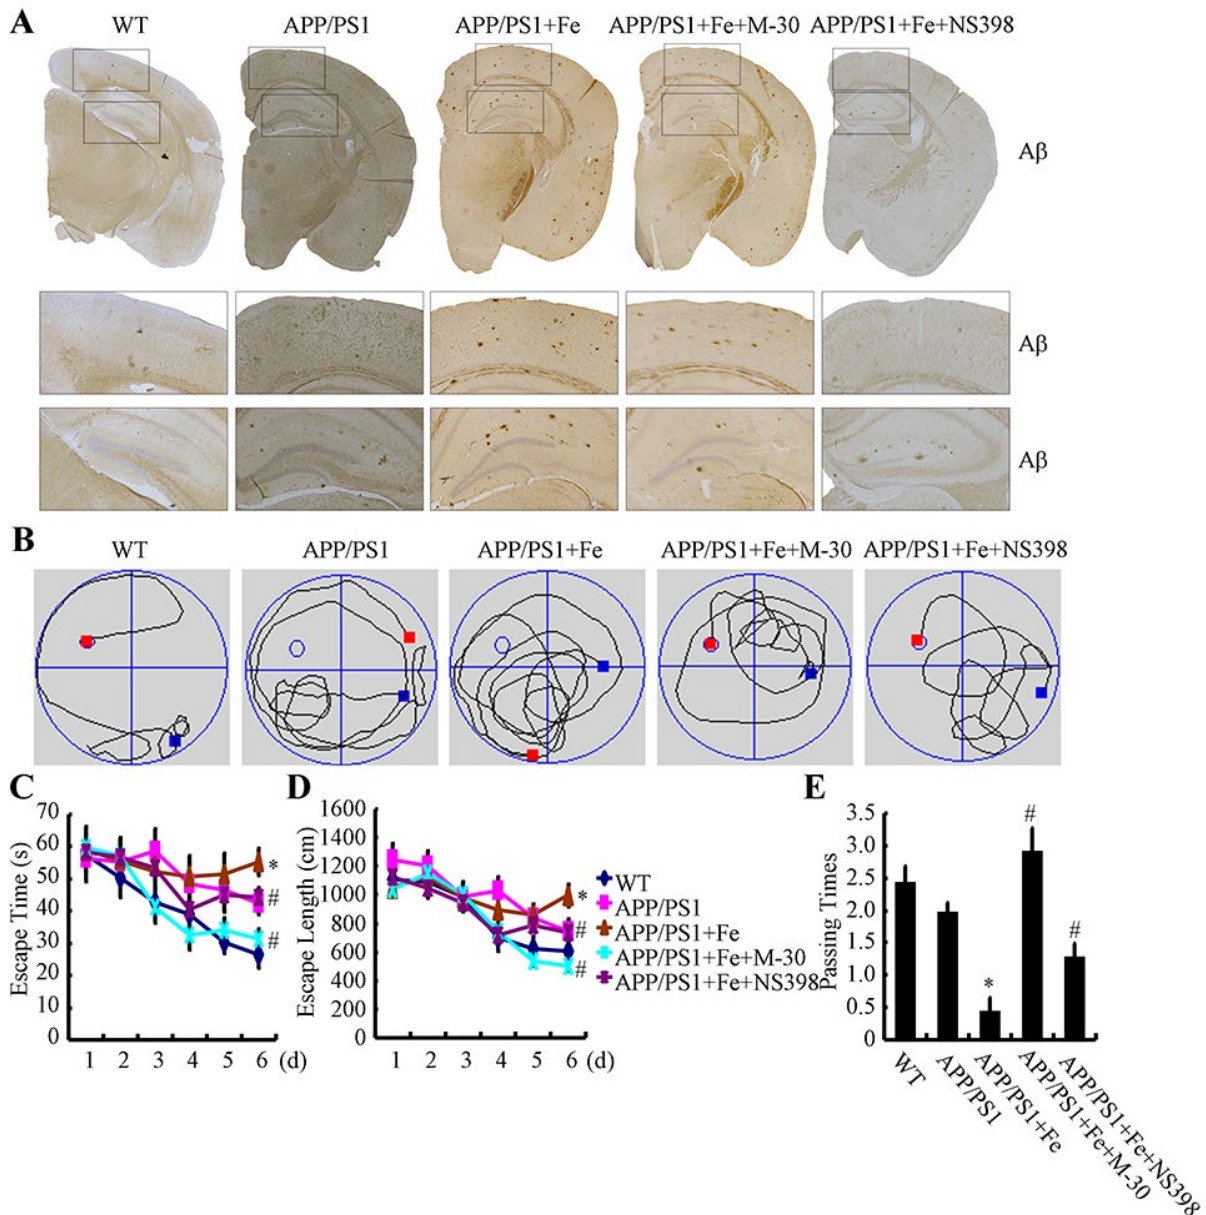 A
WT
APP/PS1
APP/PS1+Fe
APP/PS1+Fe+M-30
APP/PS1+Fe+NS398
Aβ
Aβ
Aβ
B
WT
APP/PS1
APP/PS1+Fe
APP/PS1+Fe+M-30
APP/PS1+Fe+NS398
C
Escape Time (s)
70
60
50
40
30
20
10
0
1 2 3 4 5 6 (d)
*
#
#
D
Escape Length (cm)
1600
1400
1200
1000
800
600
400
200
0
1 2 3 4 5 6 (d)
*
#
#
WT
APP/PS1
APP/PS1+Fe
APP/PS1+Fe+M-30
APP/PS1+Fe+NS398
E
Passing Times
3.5
3.0
2.5
2.0
1.5
1.0
0.5
0
*
#
#
WT
APP/PS1
APP/PS1+Fe
APP/PS1+Fe+M-30
APP/PS1+Fe+NS398